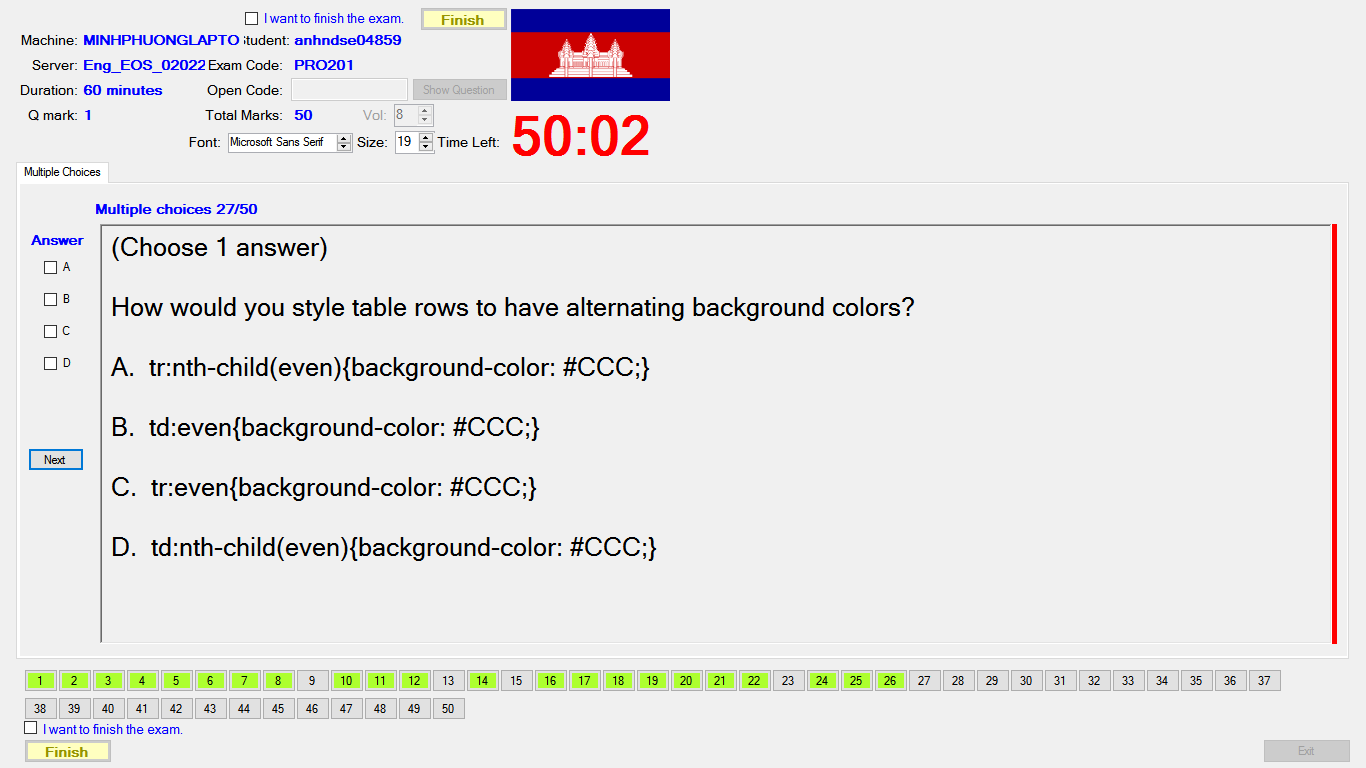 I want to finish the exam. Finish
Machine: MINHPHUONGLAPTO Student: anhndse04859
Server: Eng_EOS_02022 Exam Code: PRO201
Duration: 60 minutes Open Code: Show Question
Q mark: 1 Total Marks: 50 Vol: 8
Font: Microsoft Sans Serif Size: 19 Time Left: 50:02
Multiple Choices
Multiple choices 27/50
Answer
A
B
C
D
Next
(Choose 1 answer)
How would you style table rows to have alternating background colors?
A. tr:nth-child(even){background-color: #CCC;}
B. td:even{background-color: #CCC;}
C. tr:even{background-color: #CCC;}
D. td:nth-child(even){background-color: #CCC;}
1 2 3 4 5 6 7 8 9 10 11 12 13 14 15 16 17 18 19 20 21 22 23 24 25 26 27 28 29 30 31 32 33 34 35 36 37
38 39 40 41 42 43 44 45 46 47 48 49 50
I want to finish the exam.
Finish Exit